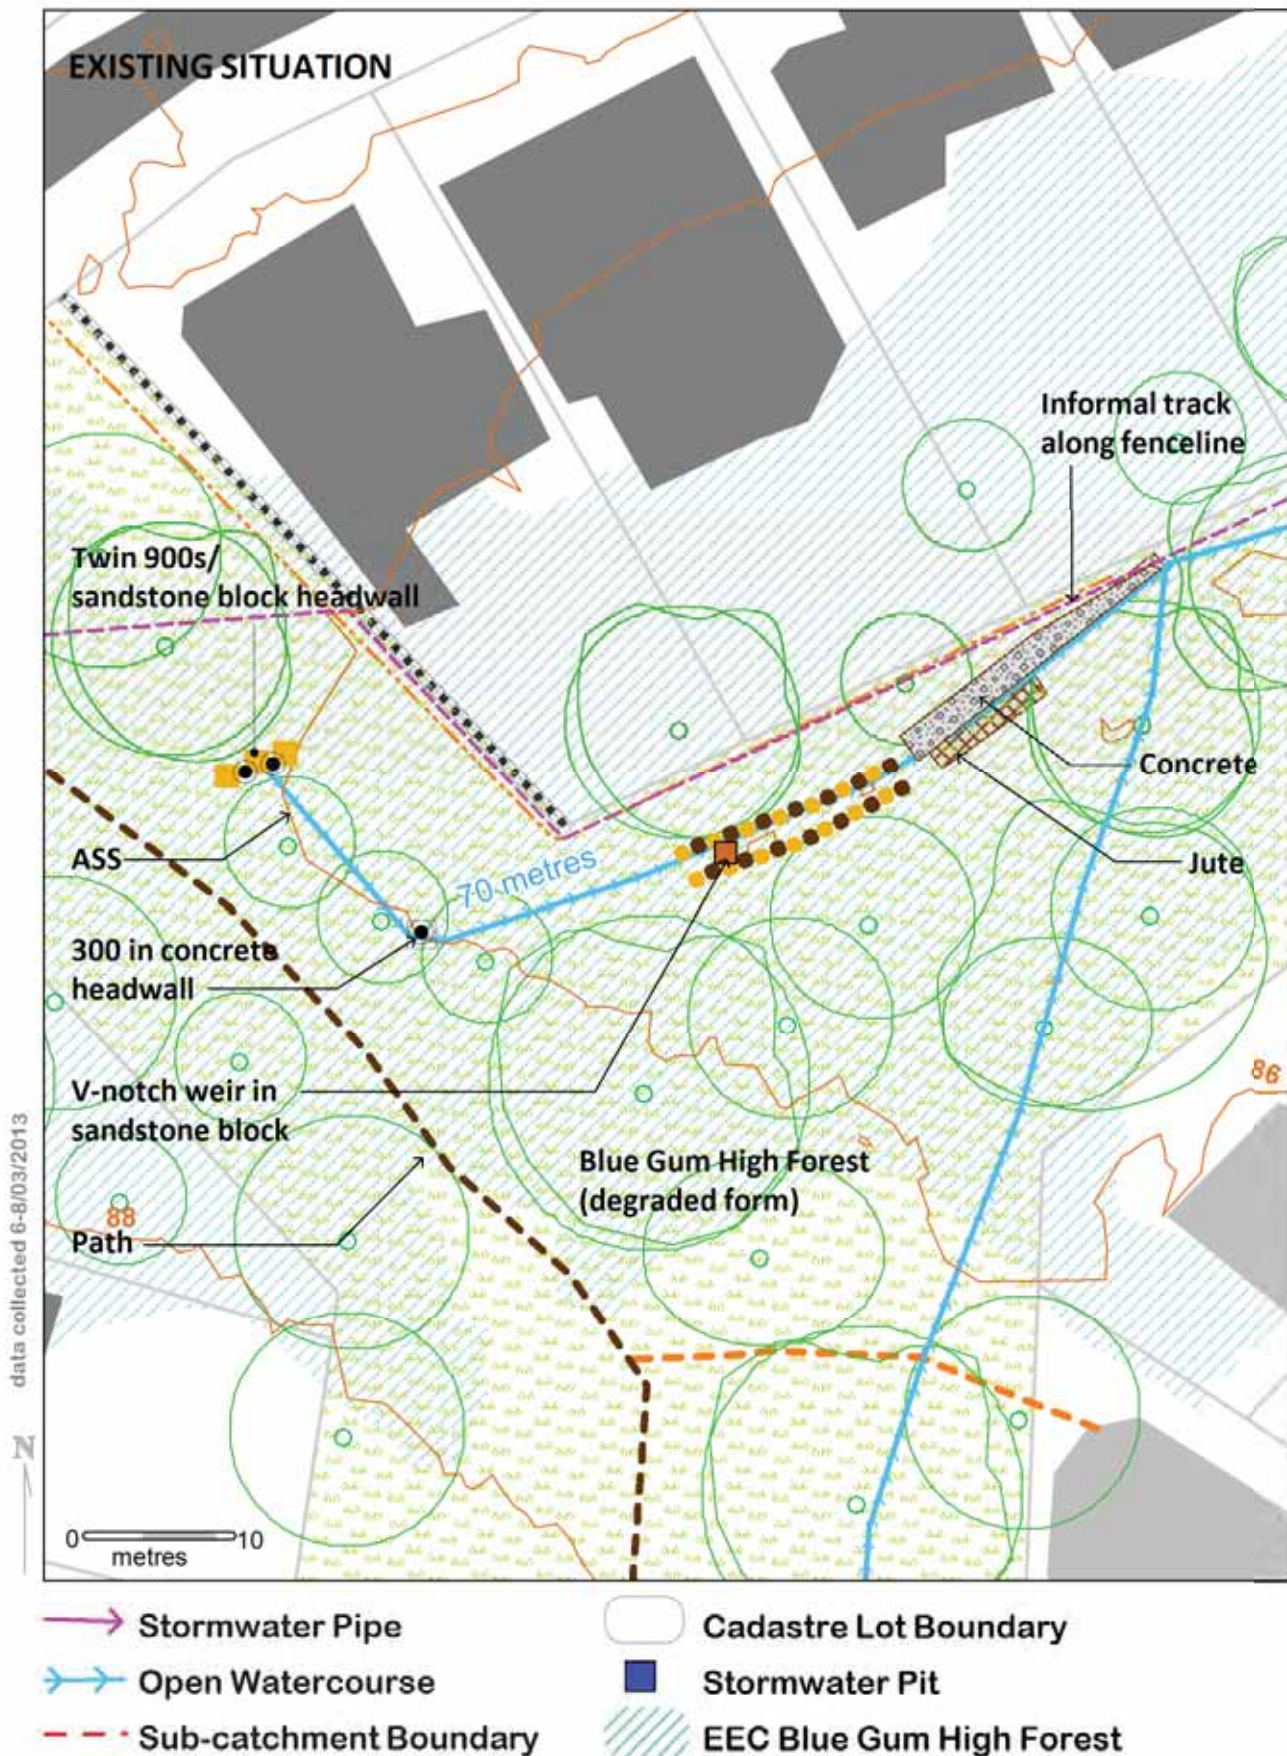 EXISTING SITUATION
Informal track
along fenceline
Twin 900s/
sandstone block headwall
Concrete
ASS
Jute
70 metres
300 in concrete
headwall
86
V-notch weir in
sandstone block
Blue Gum High Forest
(degraded form)
88
Path
data collected 6-8/03/2013
N
0 10
metres
Stormwater Pipe
Cadastre Lot Boundary
Open Watercourse
Stormwater Pit
Sub-catchment Boundary
EEC Blue Gum High Forest